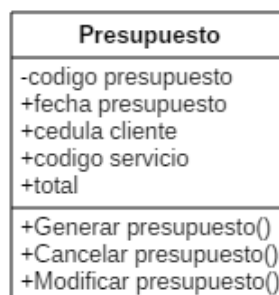 Presupuesto
-codigo presupuesto
+fecha presupuesto
+cedula cliente
+codigo servicio
+total
+Generar presupuesto()
+Cancelar presupuesto()
+Modificar presupuesto()